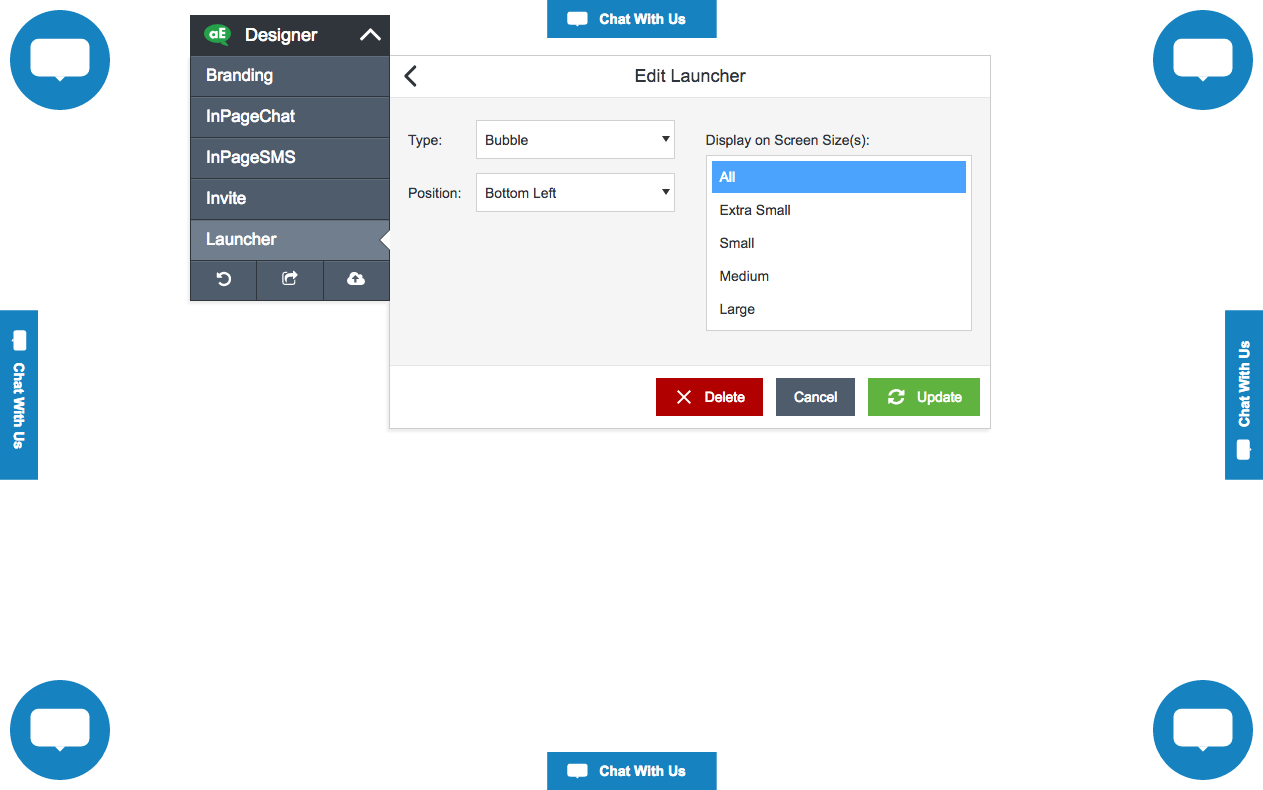 Chat With Us
aE Designer
Branding
InPageChat
InPageSMS
Invite
Launcher
Edit Launcher
Type:
Bubble
Position:
Bottom Left
Display on Screen Size(s):
All
Extra Small
Small
Medium
Large
Delete
Cancel
Update
Chat With Us
Chat With Us
Chat With Us